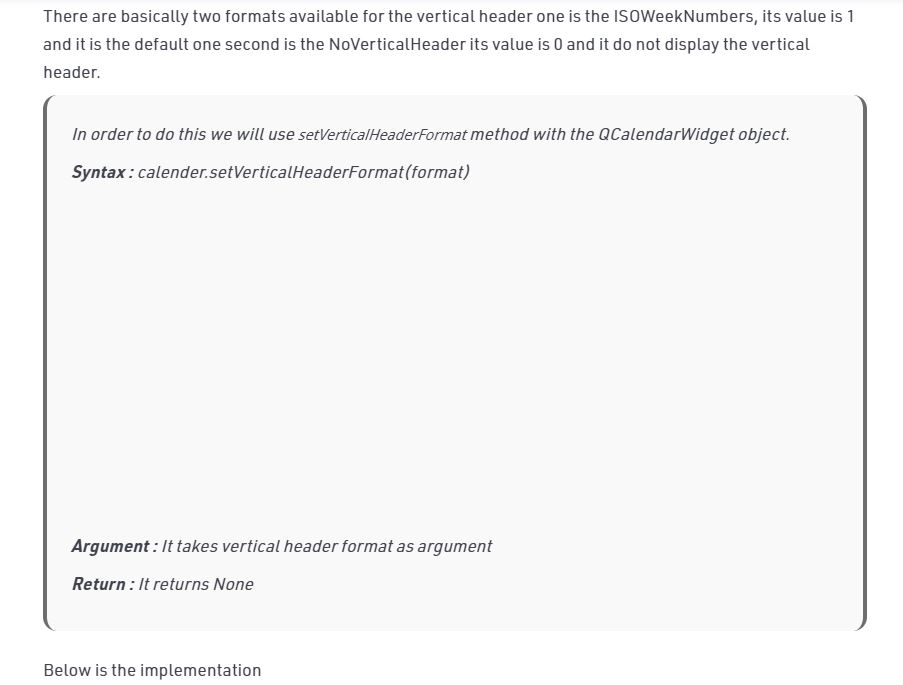 There are basically two formats available for the vertical header one is the ISOWeekNumbers, its value is 1
and it is the default one second is the NoVerticalHeader its value is 0 and it do not display the vertical
header.
In order to do this we will use setVerticalHeaderFormat method with the QCalendarWidget object.
Syntax : calender.setVerticalHeaderFormat(format)
Argument : It takes vertical header format as argument
Return : It returns None
Below is the implementation